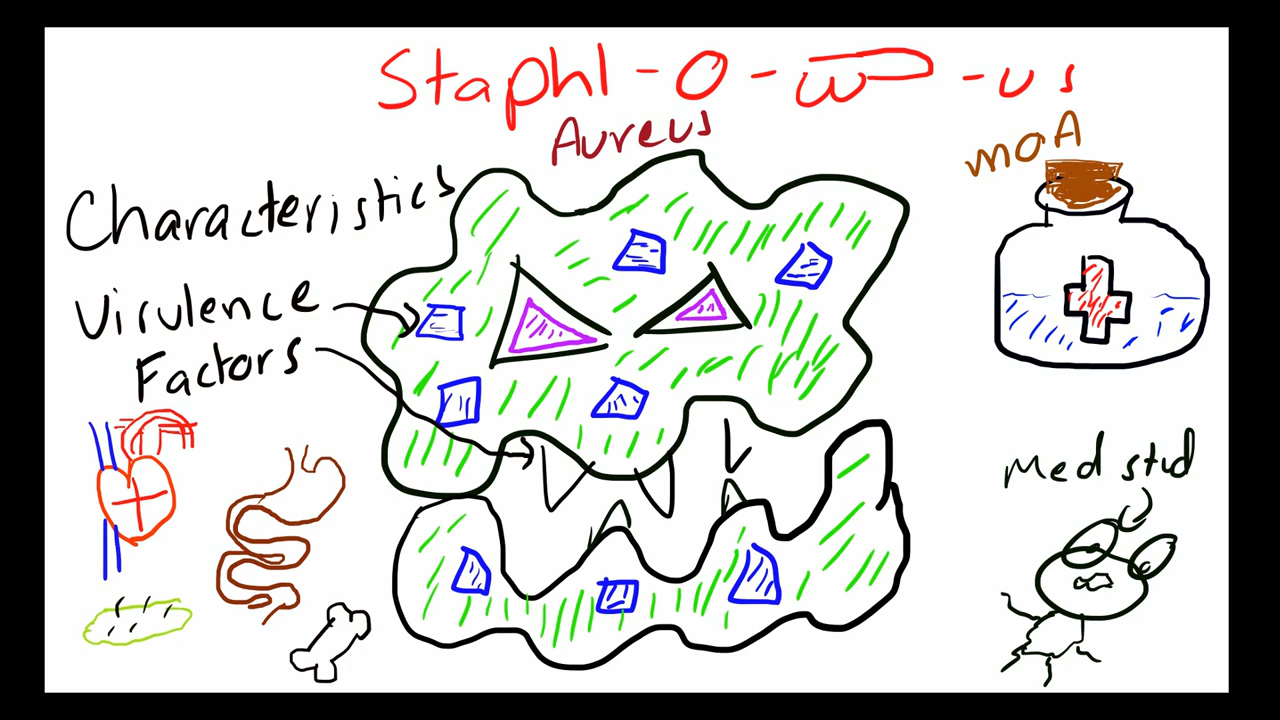 Staphl-O-ω-us
Aureus
MOA
Characteristics
Virulence
Factors
Med stud